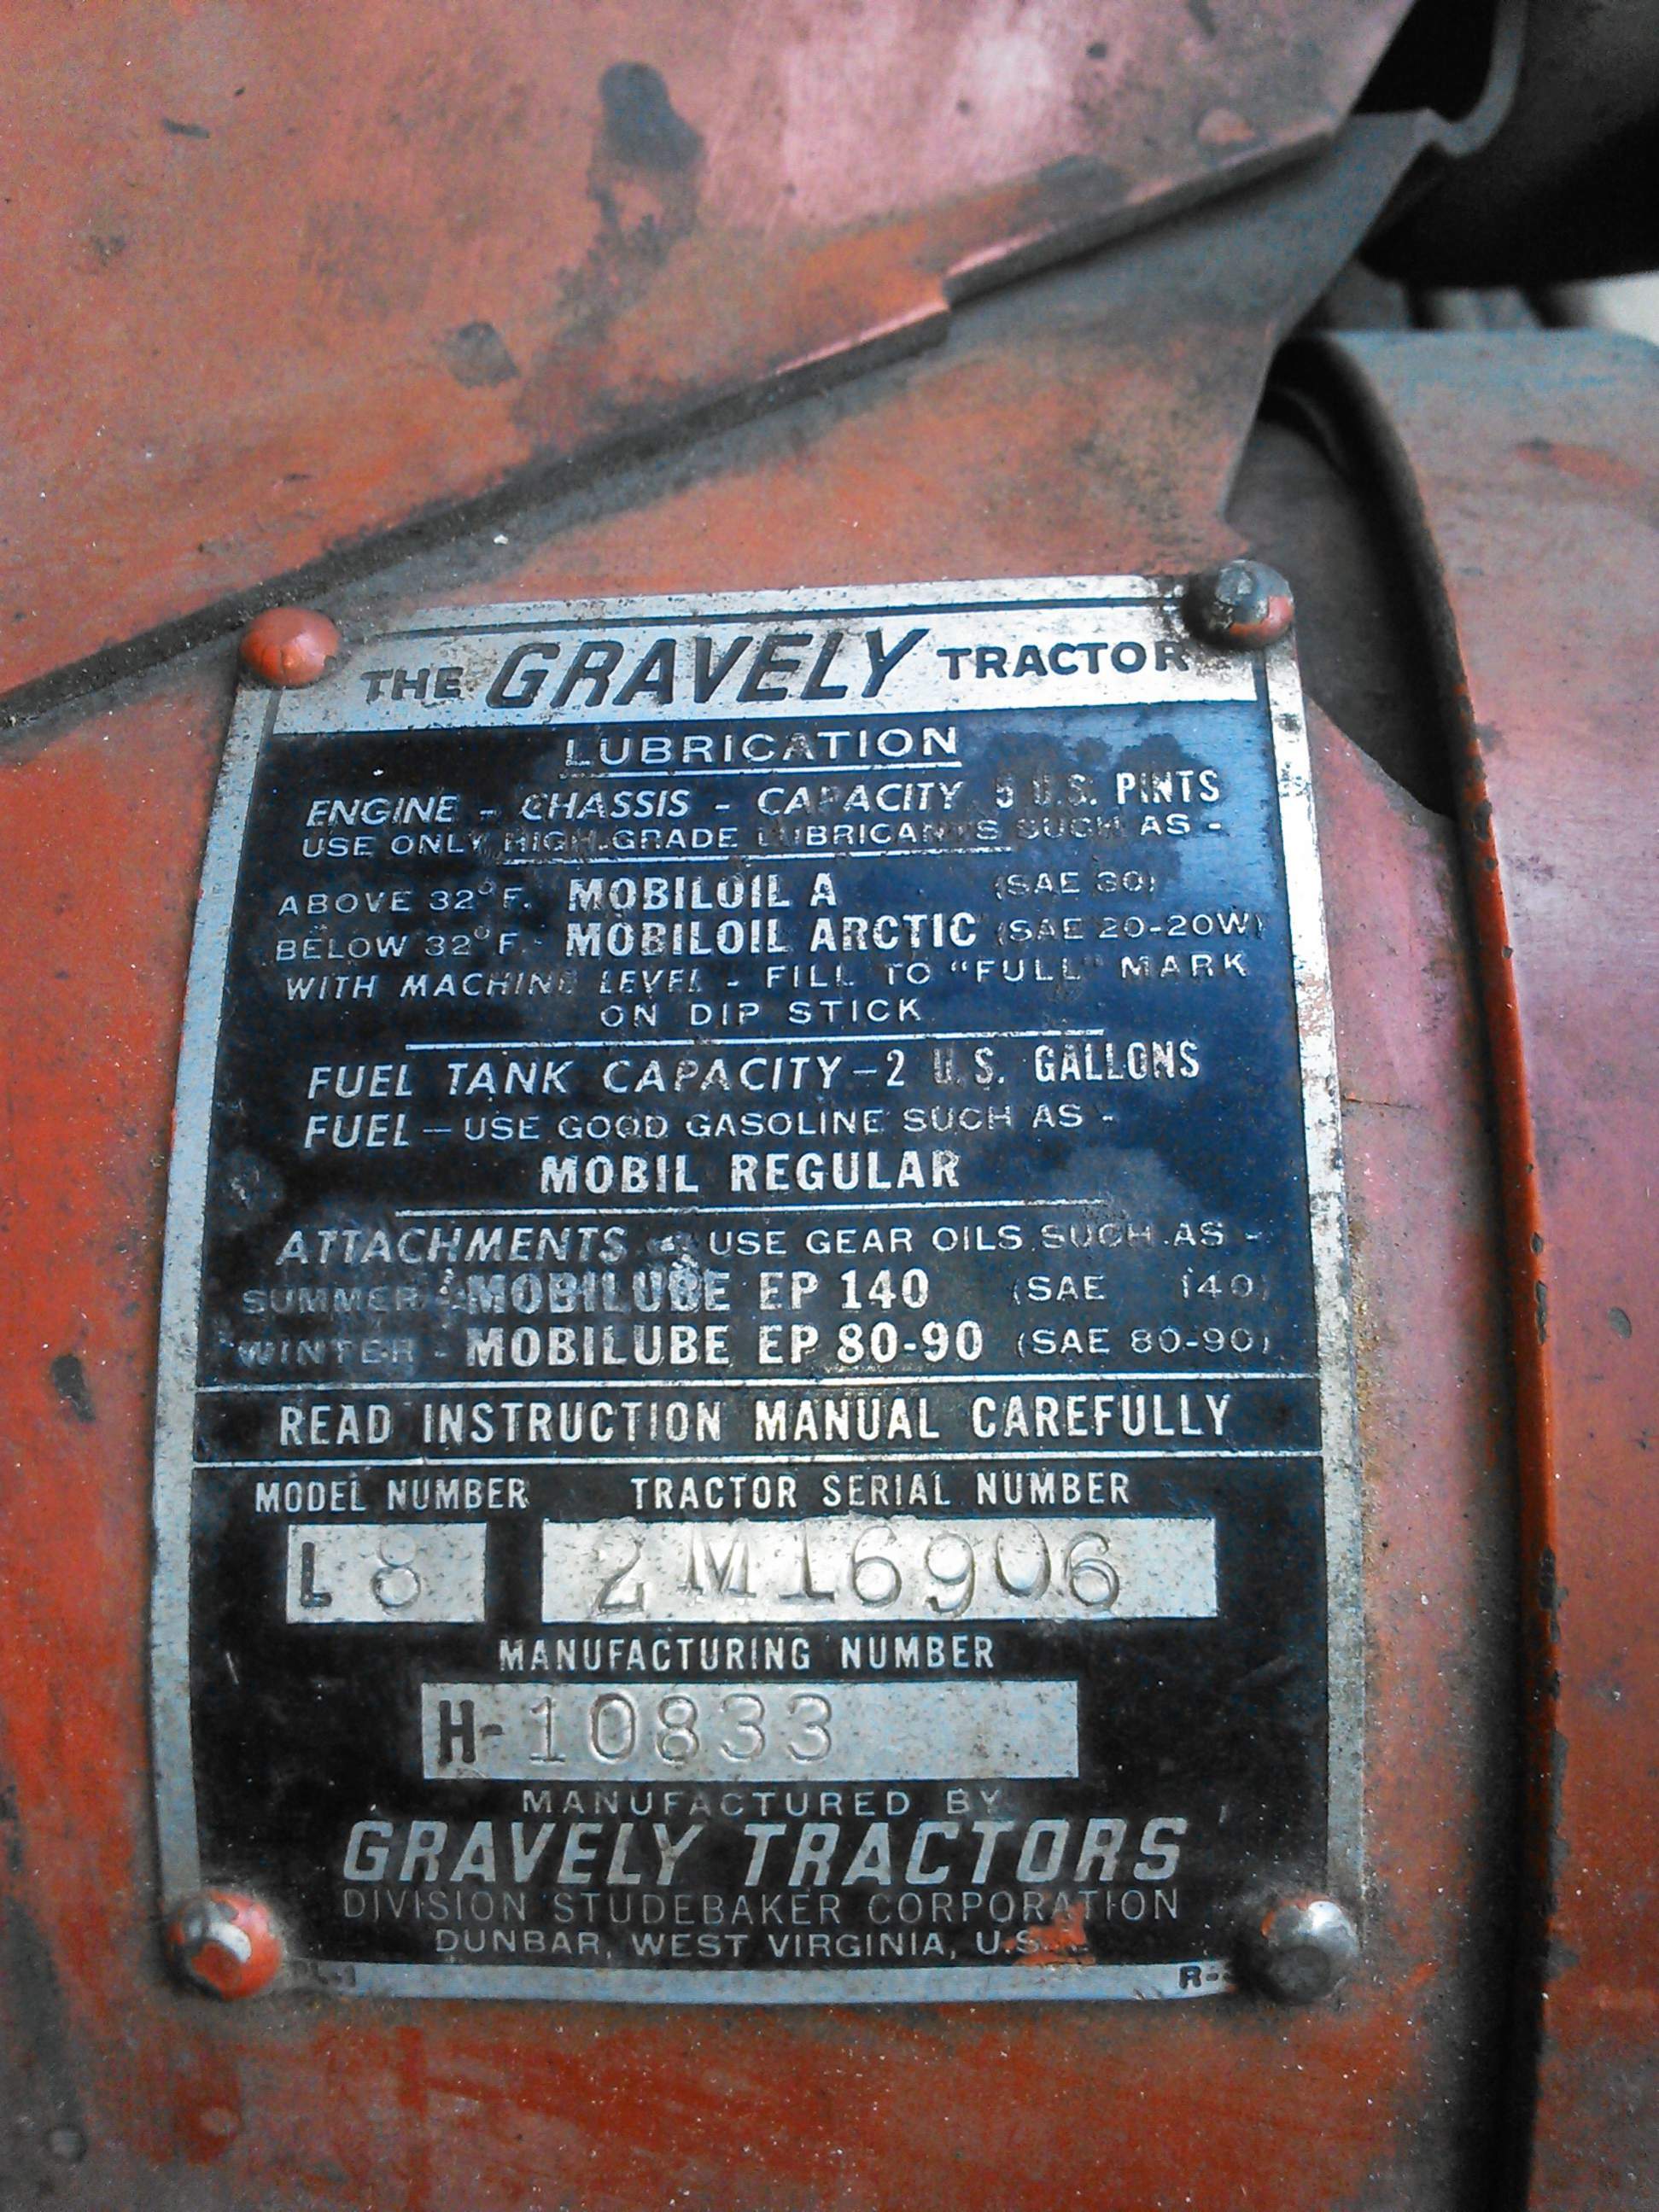 THE GRAVELY TRACTOR
LUBRICATION
ENGINE - CHASSIS - CAPACITY 5 U.S. PINTS
USE ONLY HIGH-GRADE LUBRICANTS SUCH AS -
ABOVE 32°F. MOBILOIL A (SAE 30)
BELOW 32°F. - MOBILOIL ARCTIC (SAE 20-20W)
WITH MACHINE LEVEL - FILL TO "FULL" MARK
ON DIP STICK
FUEL TANK CAPACITY - 2 U.S. GALLONS
FUEL - USE GOOD GASOLINE SUCH AS -
MOBIL REGULAR
ATTACHMENTS - USE GEAR OILS SUCH AS -
SUMMER - MOBILUBE EP 140 (SAE 140)
WINTER - MOBILUBE EP 80-90 (SAE 80-90)
READ INSTRUCTION MANUAL CAREFULLY
MODEL NUMBER TRACTOR SERIAL NUMBER
L 8 2M16906
MANUFACTURING NUMBER
H-10833
MANUFACTURED BY
GRAVELY TRACTORS
DIVISION STUDEBAKER CORPORATION
DUNBAR, WEST VIRGINIA, U.S.